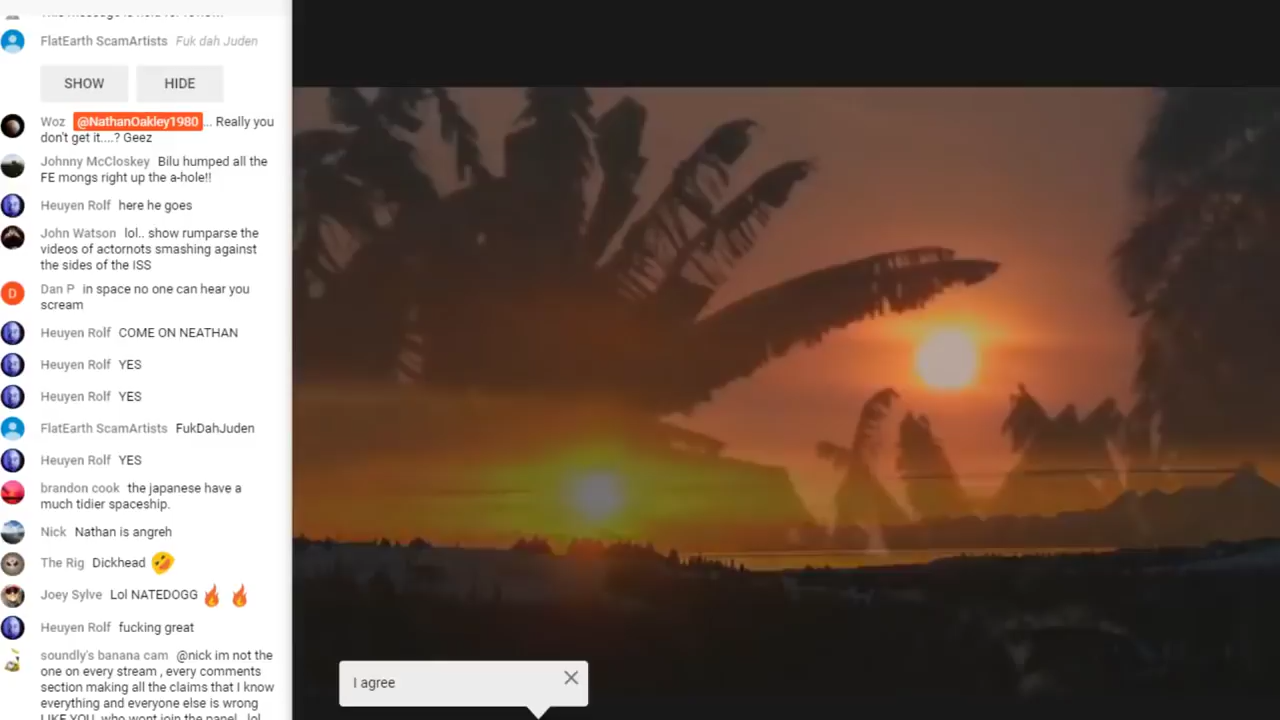 FlatEarth ScamArtists Fuk dah Juden
SHOW HIDE
Woz @NathanOakley1980 ... Really you
don't get it....? Geez
Johnny McCloskey Bilu humped all the
FE mongs right up the a-hole!!
Heuyen Rolf here he goes
John Watson lol.. show rumparse the
videos of actornots smashing against
the sides of the ISS
D Dan P in space no one can hear you
scream
Heuyen Rolf COME ON NEATHAN
Heuyen Rolf YES
Heuyen Rolf YES
FlatEarth ScamArtists FukDahJuden
Heuyen Rolf YES
brandon cook the japanese have a
much tidier spaceship.
Nick Nathan is angreh
The Rig Dickhead 🤣
Joey Sylve Lol NATEDOGG 🔥 🔥
Heuyen Rolf fucking great
soundly's banana cam @nick im not the
one on every stream , every comments
section making all the claims that I know
everything and everyone else is wrong
LIKE YOU, who wont join the panel. lol
I agree